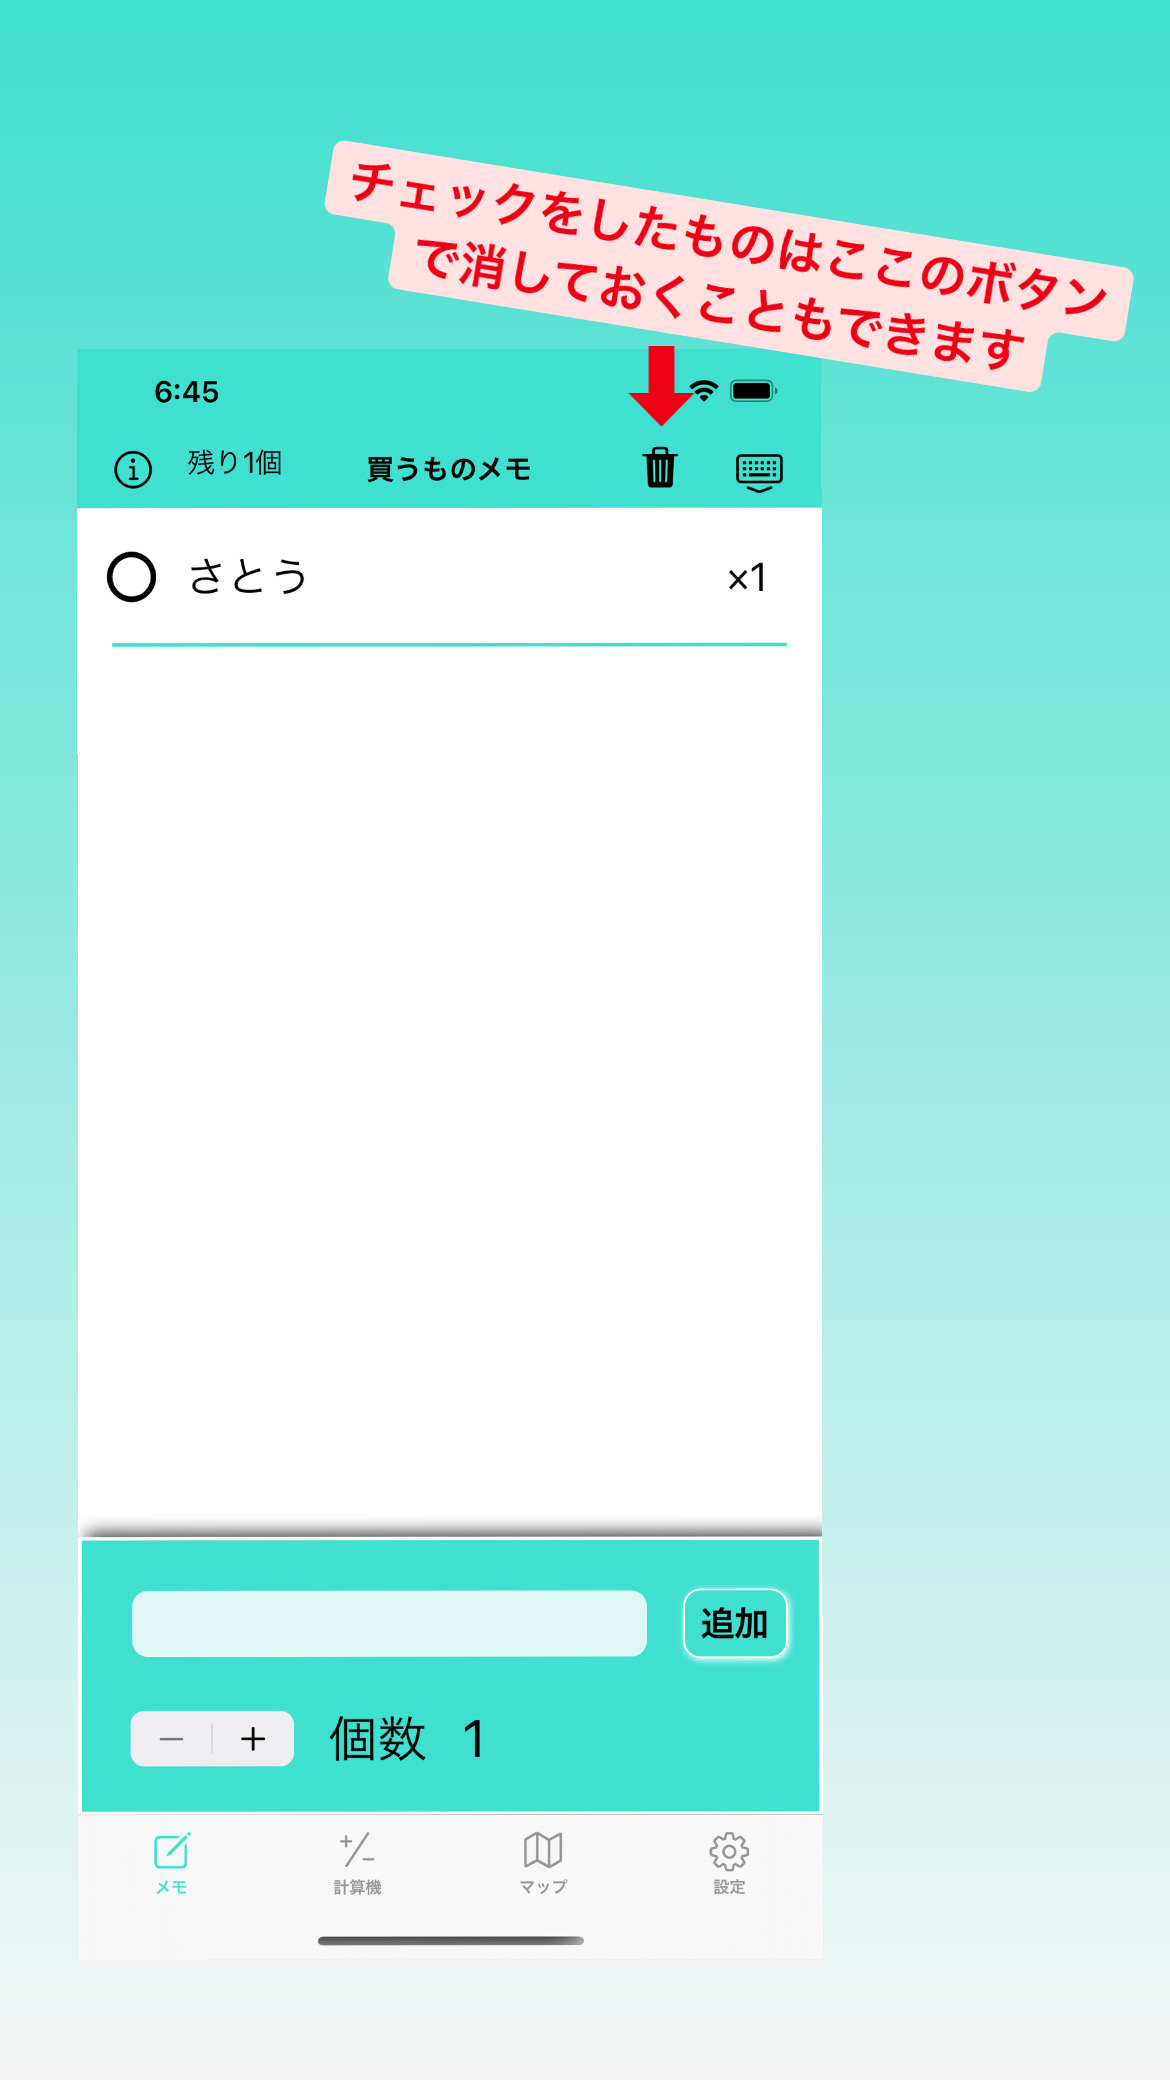 チェックをしたものはここのボタン
で消しておくこともできます
6:45
残り1個
買うもののメモ
さとう
×1
追加
個数 1
メモ
計算機
マップ
設定